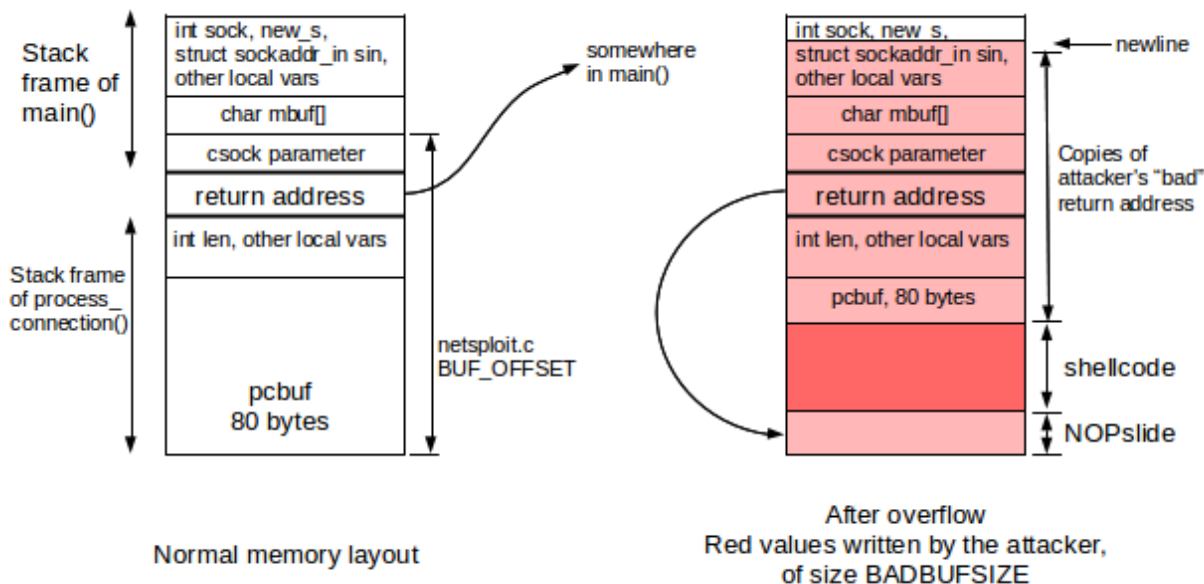 Stack
frame of
main()
int sock, new_s,
struct sockaddr_in sin,
other local vars
char mbuf[]
csock parameter
return address
int len, other local vars
Stack frame
of process_
connection()
pcbuf
80 bytes
netsploit.c
BUF_OFFSET
somewhere
in main()
Normal memory layout
int sock, new_s,
struct sockaddr_in sin,
other local vars
char mbuf[]
csock parameter
return address
int len, other local vars
pcbuf, 80 bytes
newline
Copies of
attacker's “bad”
return address
shellcode
NOPslide
After overflow
Red values written by the attacker,
of size BADBUFSIZE